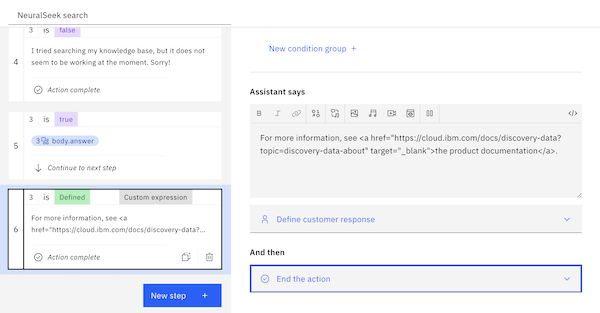 NeuralSeek search
3 is false
4
I tried searching my knowledge base, but it does not
seem to be working at the moment. Sorry!
Action complete
3 is true
5
3 body.answer
Continue to next step
3 is Defined Custom expression
6
For more information, see <a
href="https://cloud.ibm.com/docs/discovery-data?...
Action complete
New step +
New condition group +
Assistant says
B I </>
For more information, see <a href="https://cloud.ibm.com/docs/discovery-data?
topic=discovery-data-about" target="_blank">the product documentation</a>.
Define customer response
And then
End the action